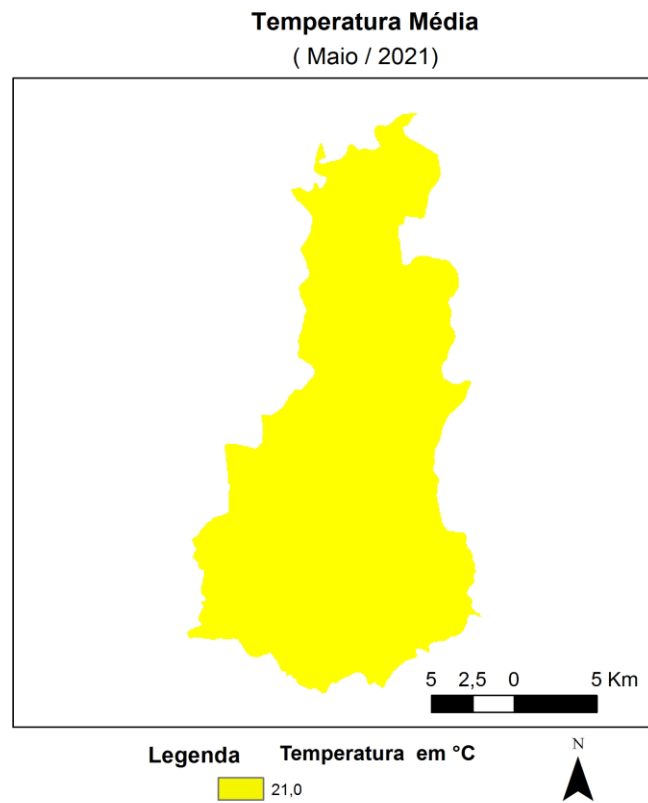 Temperatura Média
( Maio / 2021)
5 2,5 0 5 Km
Legenda Temperatura em °C
N
21,0